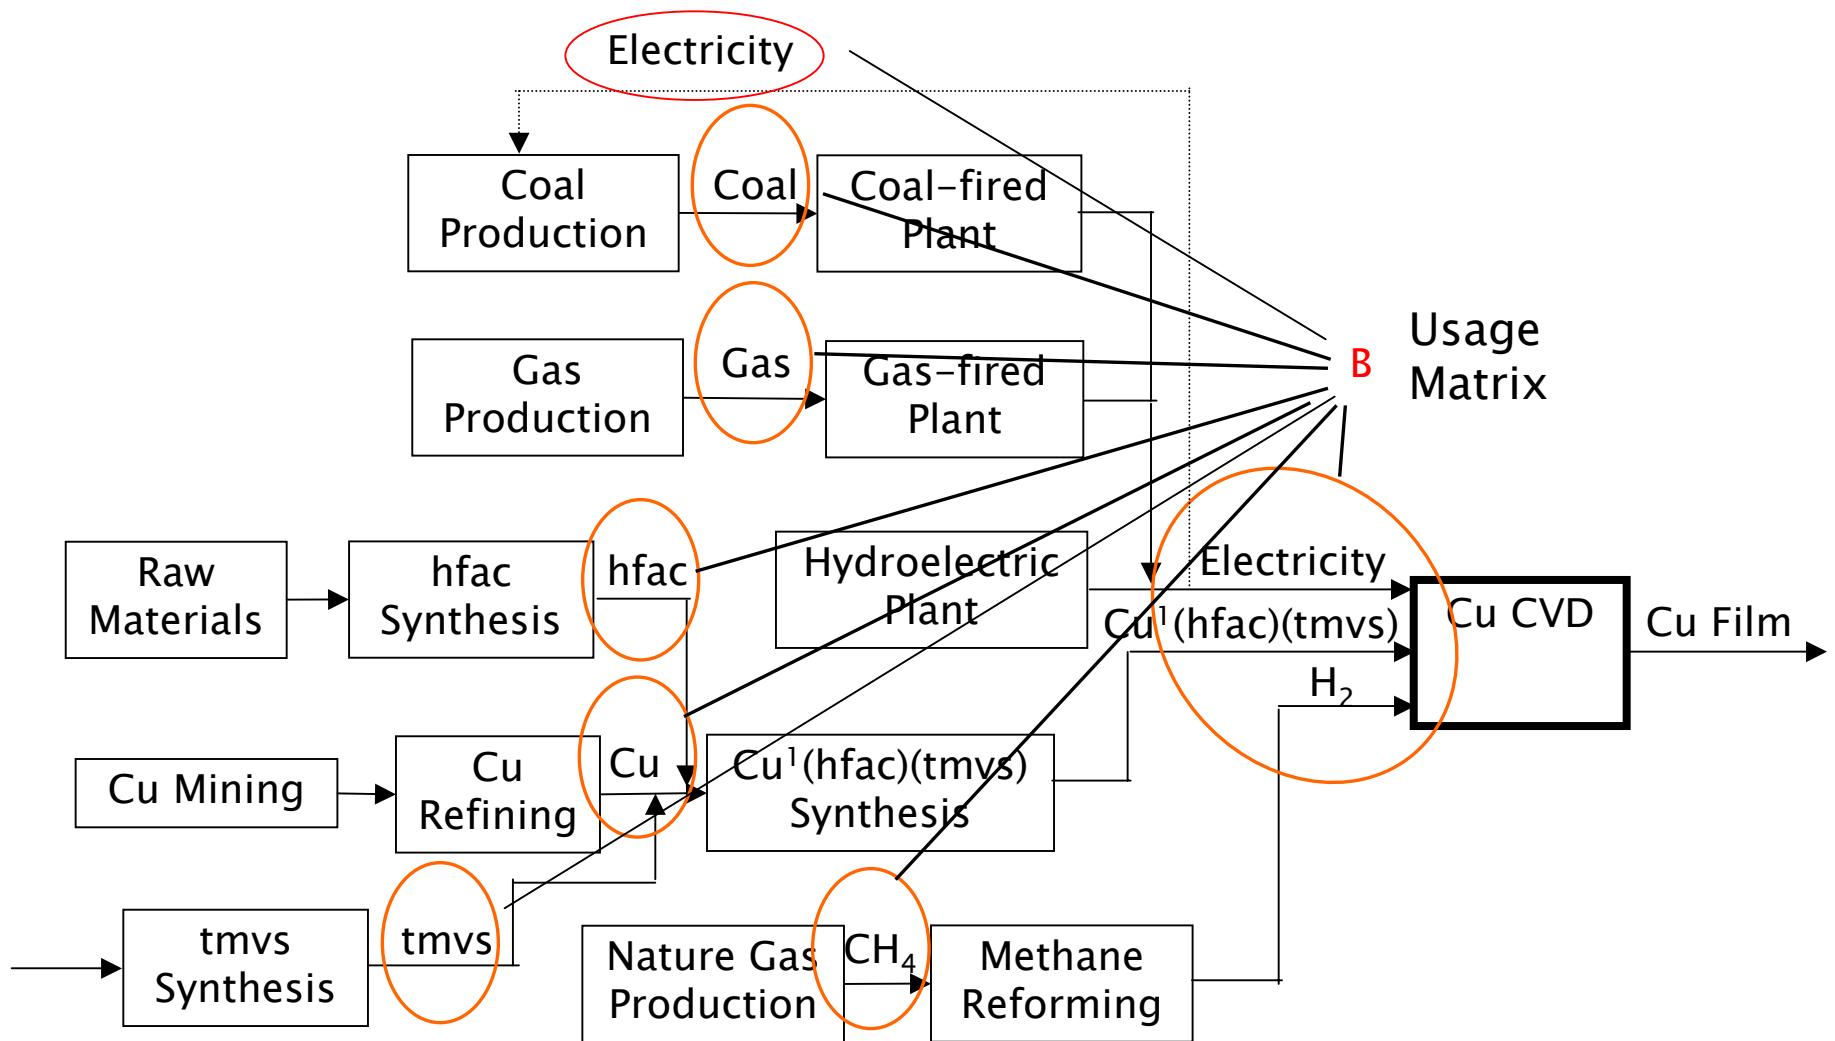 Electricity
Coal
Production
Coal
Coal-fired
Plant
Gas
Production
Gas
Gas-fired
Plant
B
Usage
Matrix
Raw
Materials
hfac
Synthesis
hfac
Hydroelectric
Plant
Electricity
Cu¹(hfac)(tmvs)
H₂
Cu CVD
Cu Film
Cu Mining
Cu
Refining
Cu
Cu¹(hfac)(tmvs)
Synthesis
tmvs
Synthesis
tmvs
Nature Gas
Production
CH₄
Methane
Reforming